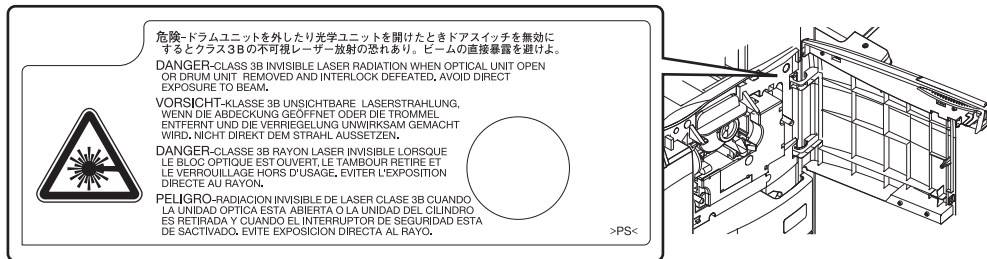 危険-ドラムユニットを外したり光学ユニットを開けたときドアスイッチを無効に
するとクラス3Bの不可視レーザー放射の恐れあり。ビームの直接暴露を避けよ。
DANGER-CLASS 3B INVISIBLE LASER RADIATION WHEN OPTICAL UNIT OPEN
OR DRUM UNIT REMOVED AND INTERLOCK DEFEATED. AVOID DIRECT
EXPOSURE TO BEAM.
VORSICHT-KLASSE 3B UNSICHTBARE LASERSTRAHLUNG,
WENN DIE ABDECKUNG GEÖFFNET ODER DIE TROMMEL
ENTFERNT UND DIE VERRIEGELUNG UNWIRKSAM GEMACHT
WIRD. NICHT DIREKT DEM STRAHL AUSSETZEN.
DANGER-CLASSE 3B RAYON LASER INVISIBLE LORSQUE
LE BLOC OPTIQUE EST OUVERT, LE TAMBOUR RETIRE ET
LE VERROUILLAGE HORS D'USAGE. EVITER L'EXPOSITION
DIRECTE AU RAYON.
PELIGRO-RADIACION INVISIBLE DE LASER CLASE 3B CUANDO
LA UNIDAD OPTICA ESTA ABIERTA O LA UNIDAD DEL CILINDRO
ES RETIRADA Y CUANDO EL INTERRUPTOR DE SEGURIDAD ESTA
DE SACTIVADO. EVITE EXPOSICION DIRECTA AL RAYO.
>PS<